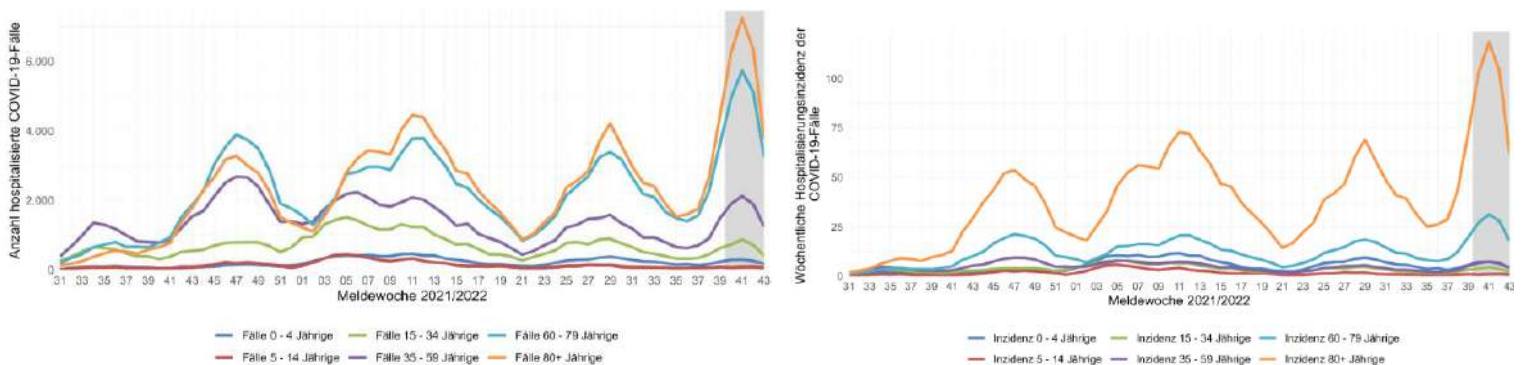 Anzahl hospitalisierte COVID-19-Fälle
6.000
4.000
2.000
0
31 33 35 37 39 41 43 45 47 49 51 01 03 05 07 09 11 13 15 17 19 21 23 25 27 29 31 33 35 37 39 41 43
Meldewoche 2021/2022
Fälle 0 - 4 Jährige
Fälle 15 - 34 Jährige
Fälle 60 - 79 Jährige
Fälle 5 - 14 Jährige
Fälle 35 - 59 Jährige
Fälle 80+ Jährige
Wöchentliche Hospitalisierungsinzidenz der
COVID-19-Fälle
100
75
50
25
0
31 33 35 37 39 41 43 45 47 49 51 01 03 05 07 09 11 13 15 17 19 21 23 25 27 29 31 33 35 37 39 41 43
Meldewoche 2021/2022
Inzidenz 0 - 4 Jährige
Inzidenz 15 - 34 Jährige
Inzidenz 60 - 79 Jährige
Inzidenz 5 - 14 Jährige
Inzidenz 35 - 59 Jährige
Inzidenz 80+ Jährige